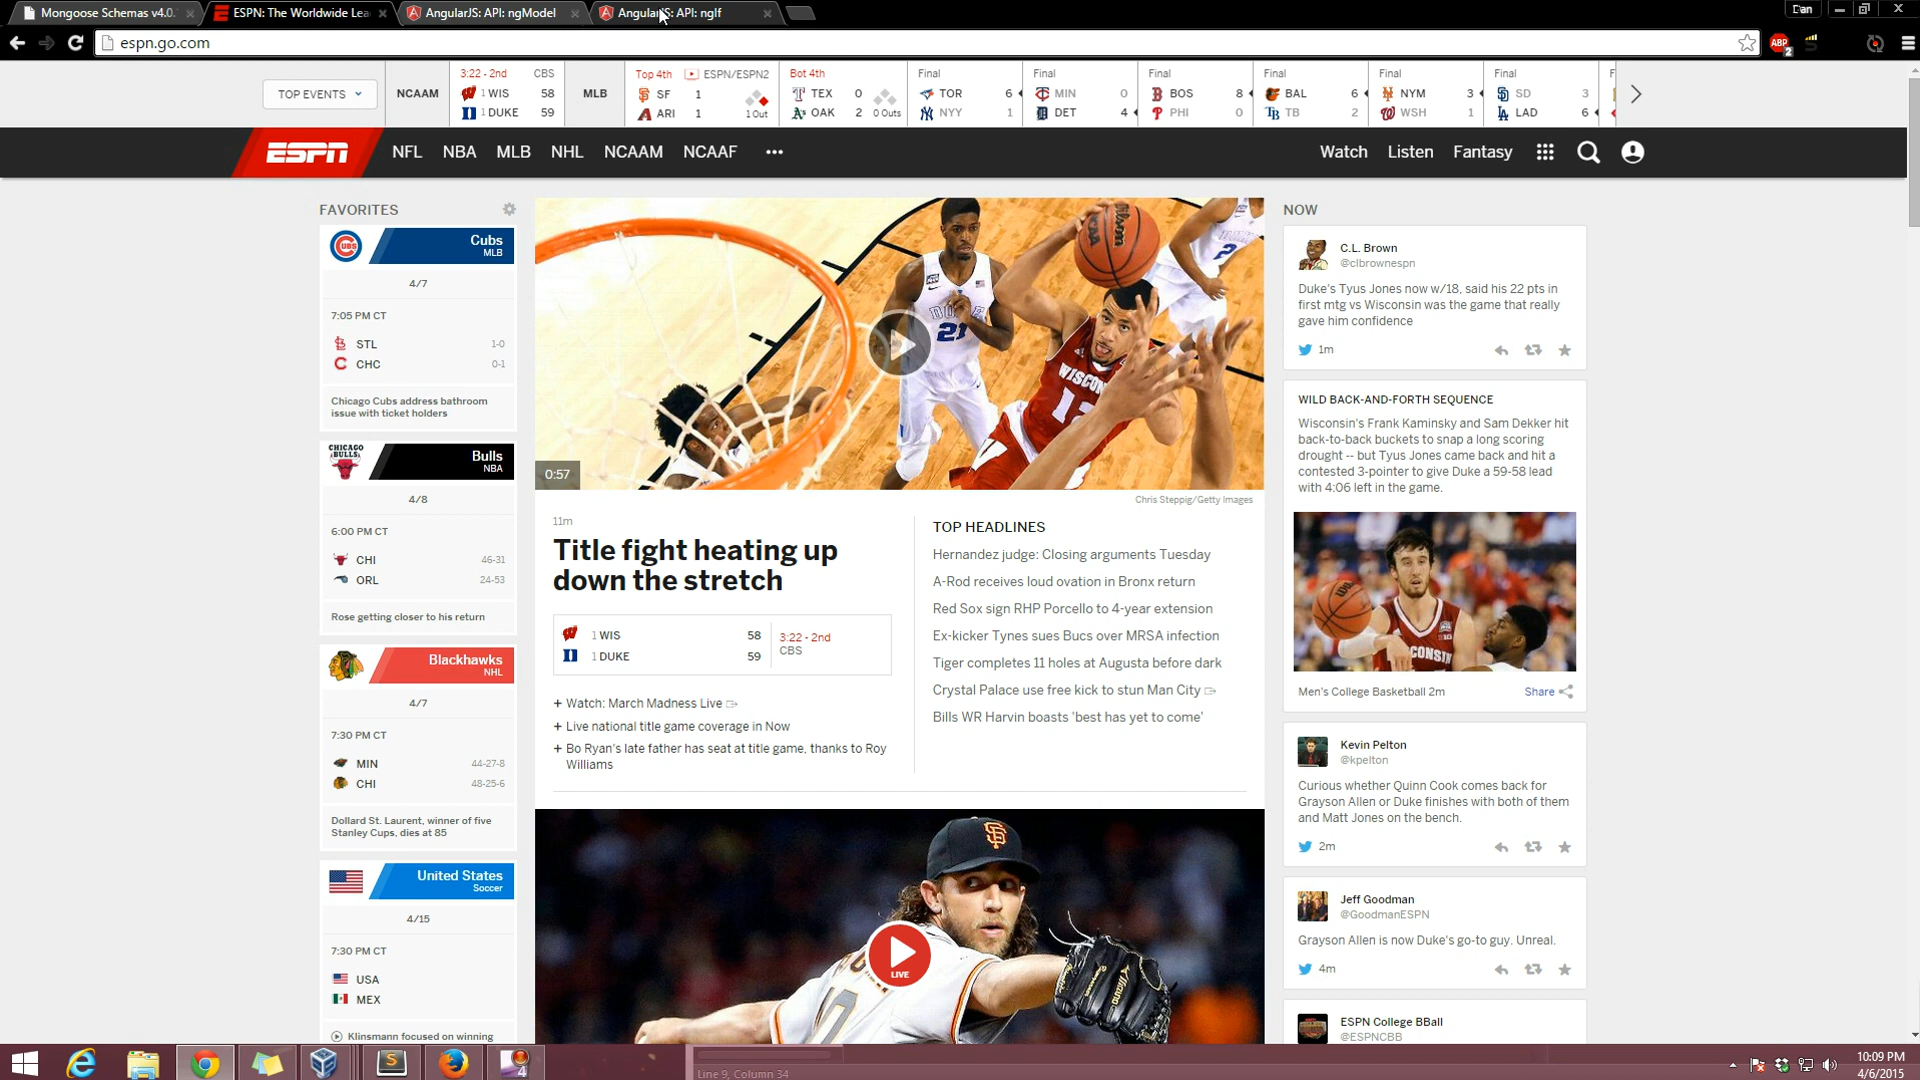 Mongoose Schemas v4.0.
ESPN: The Worldwide Lea
AngularJS: API: ngModel
AngularJS: API: ngIf
Dan
espn.go.com
ABP
2
TOP EVENTS
NCAAM
3:22 - 2nd CBS
1 WIS 58
1 DUKE 59
MLB
Top 4th ESPN/ESPN2
SF 1
ARI 1 1 Out
Bot 4th
TEX 0
OAK 2 0 Outs
Final
TOR 6
NYY 1
Final
MIN 0
DET 4
Final
BOS 8
PHI 0
Final
BAL 6
TB 2
Final
NYM 3
WSH 1
Final
SD 3
LAD 6
F
ESPN
NFL NBA MLB NHL NCAAM NCAAF •••
Watch Listen Fantasy
FAVORITES
CUBS
Cubs
MLB
4/7
7:05 PM CT
STL 1-0
CHC 0-1
Chicago Cubs address bathroom
issue with ticket holders
CHICAGO
BULLS
Bulls
NBA
4/8
6:00 PM CT
CHI 46-31
ORL 24-53
Rose getting closer to his return
Blackhawks
NHL
4/7
7:30 PM CT
MIN 44-27-8
CHI 48-25-6
Dollard St. Laurent, winner of five
Stanley Cups, dies at 85
United States
Soccer
4/15
7:30 PM CT
USA
MEX
Klinsmann focused on winning
Wilson
DUKE
21
WISCONS
0:57
Chris Steppig/Getty Images
11m
Title fight heating up
down the stretch
1 WIS 58
1 DUKE 59
3:22 - 2nd
CBS
+ Watch: March Madness Live
+ Live national title game coverage in Now
+ Bo Ryan's late father has seat at title game, thanks to Roy
Williams
TOP HEADLINES
Hernandez judge: Closing arguments Tuesday
A-Rod receives loud ovation in Bronx return
Red Sox sign RHP Porcello to 4-year extension
Ex-kicker Tynes sues Bucs over MRSA infection
Tiger completes 11 holes at Augusta before dark
Crystal Palace use free kick to stun Man City
Bills WR Harvin boasts 'best has yet to come'
SF
LIVE
NOW
C.L. Brown
@clbrownespn
Duke's Tyus Jones now w/18, said his 22 pts in
first mtg vs Wisconsin was the game that really
gave him confidence
1m
WILD BACK-AND-FORTH SEQUENCE
Wisconsin's Frank Kaminsky and Sam Dekker hit
back-to-back buckets to snap a long scoring
drought -- but Tyus Jones came back and hit a
contested 3-pointer to give Duke a 59-58 lead
with 4:06 left in the game.
Men's College Basketball 2m
Share
Kevin Pelton
@kpelton
Curious whether Quinn Cook comes back for
Grayson Allen or Duke finishes with both of them
and Matt Jones on the bench.
2m
Jeff Goodman
@GoodmanESPN
Grayson Allen is now Duke's go-to guy. Unreal.
4m
ESPN College BBall
@ESPNCBB
4
Line 9, Column 34
10:09 PM
4/6/2015